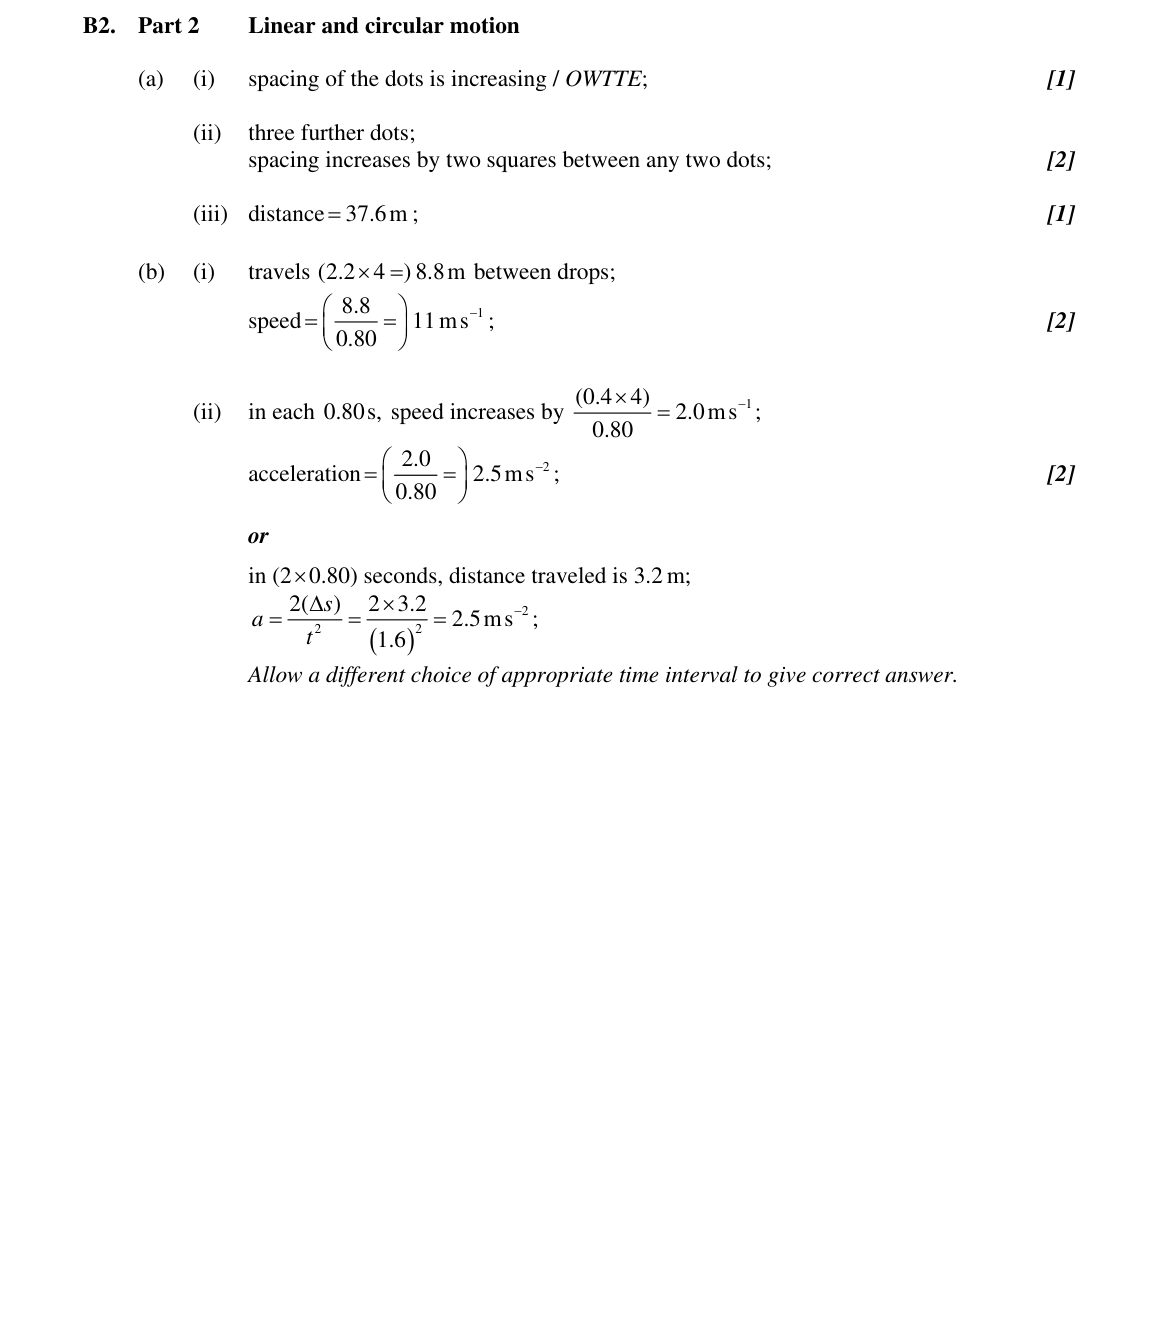 B2. Part 2 Linear and circular motion
(a) (i) spacing of the dots is increasing / OWTTE; [1]
(ii) three further dots;
spacing increases by two squares between any two dots; [2]
(iii) distance = 37.6 m ; [1]
(b) (i) travels (2.2 × 4 =) 8.8 m between drops;
speed = ( 8.8 / 0.80 = ) 11 m s⁻¹ ; [2]
(ii) in each 0.80 s, speed increases by (0.4 × 4) / 0.80 = 2.0 m s⁻¹ ;
acceleration = ( 2.0 / 0.80 = ) 2.5 m s⁻² ; [2]
or
in (2 × 0.80) seconds, distance traveled is 3.2 m;
a = 2(Δs) / t² = 2 × 3.2 / (1.6)² = 2.5 m s⁻² ;
Allow a different choice of appropriate time interval to give correct answer.